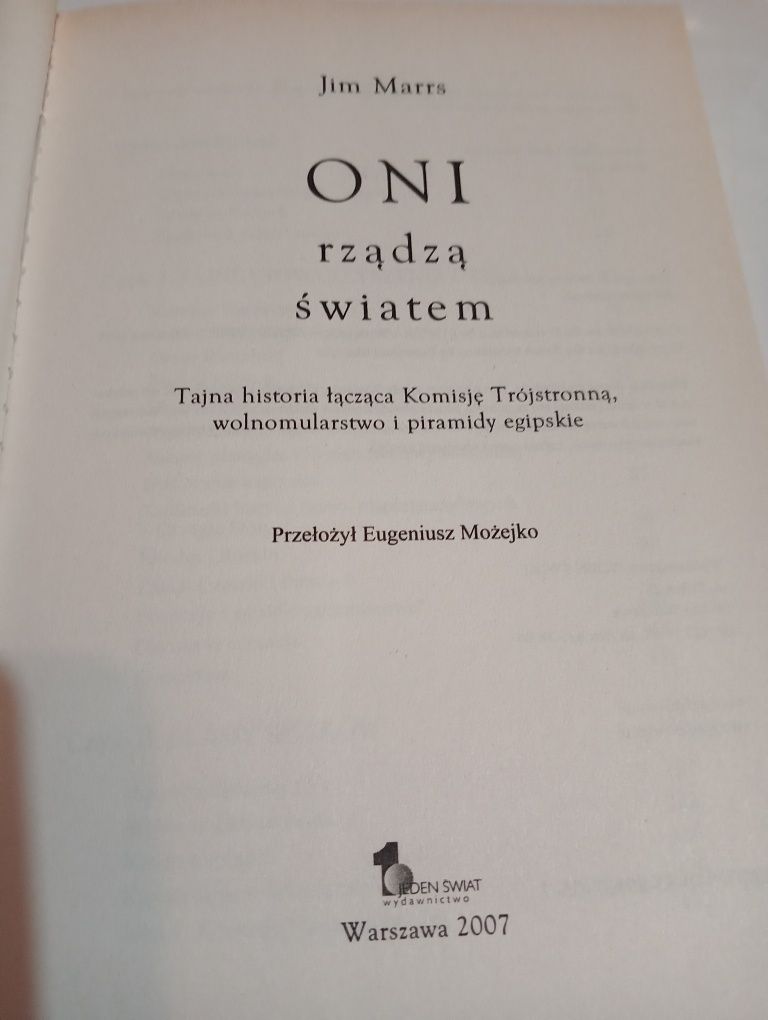 Jim Marrs
ONI
rządzą
światem
Tajna historia łącząca Komisję Trójstronną,
wolnomularstwo i piramidy egipskie
Przełożył Eugeniusz Możejko
1
JEDEN ŚWIAT
wydawnictwo
Warszawa 2007